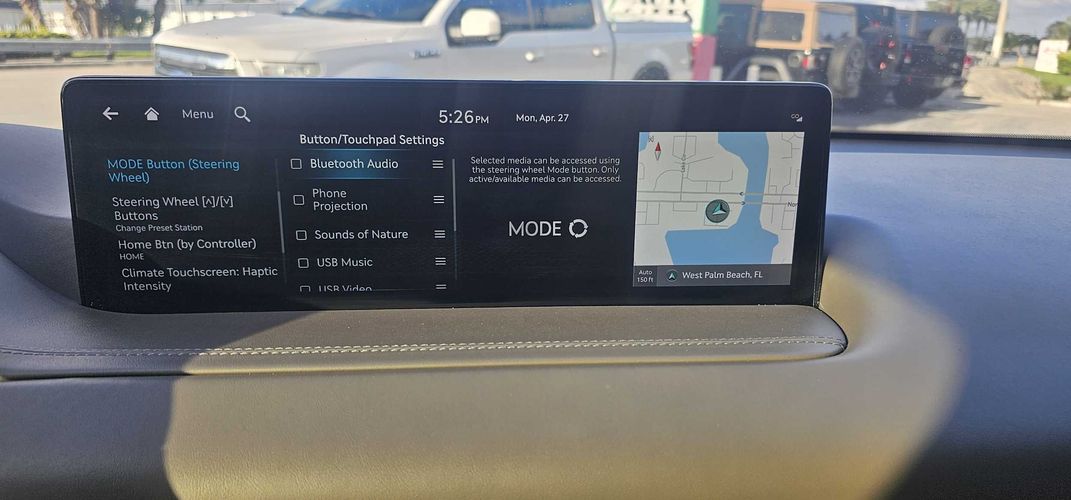 Menu
5:26 PM
Mon, Apr. 27
Button/Touchpad Settings
MODE Button (Steering
Wheel)
Steering Wheel [˄]/[˅]
Buttons
Change Preset Station
Home Btn (by Controller)
HOME
Climate Touchscreen: Haptic
Intensity
Bluetooth Audio
Phone
Projection
Sounds of Nature
USB Music
USB Video
Selected media can be accessed using
the steering wheel Mode button. Only
active/available media can be accessed.
MODE
Auto
150 ft
West Palm Beach, FL